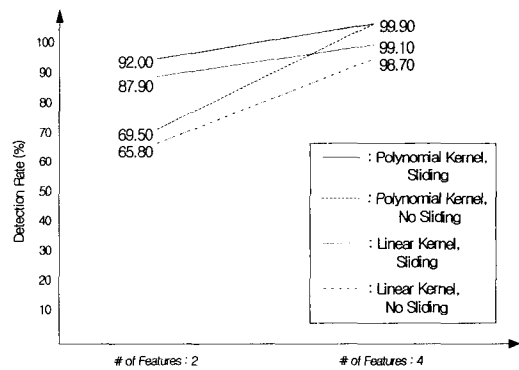 Detection Rate (%)
100
90
80
70
60
50
40
30
20
10
92.00
87.90
69.50
65.80
99.90
99.10
98.70
: Polynomial Kernel,
Sliding
: Polynomial Kernel,
No Sliding
: Linear Kernel,
Sliding
: Linear Kernel,
No Sliding
# of Features : 2
# of Features : 4